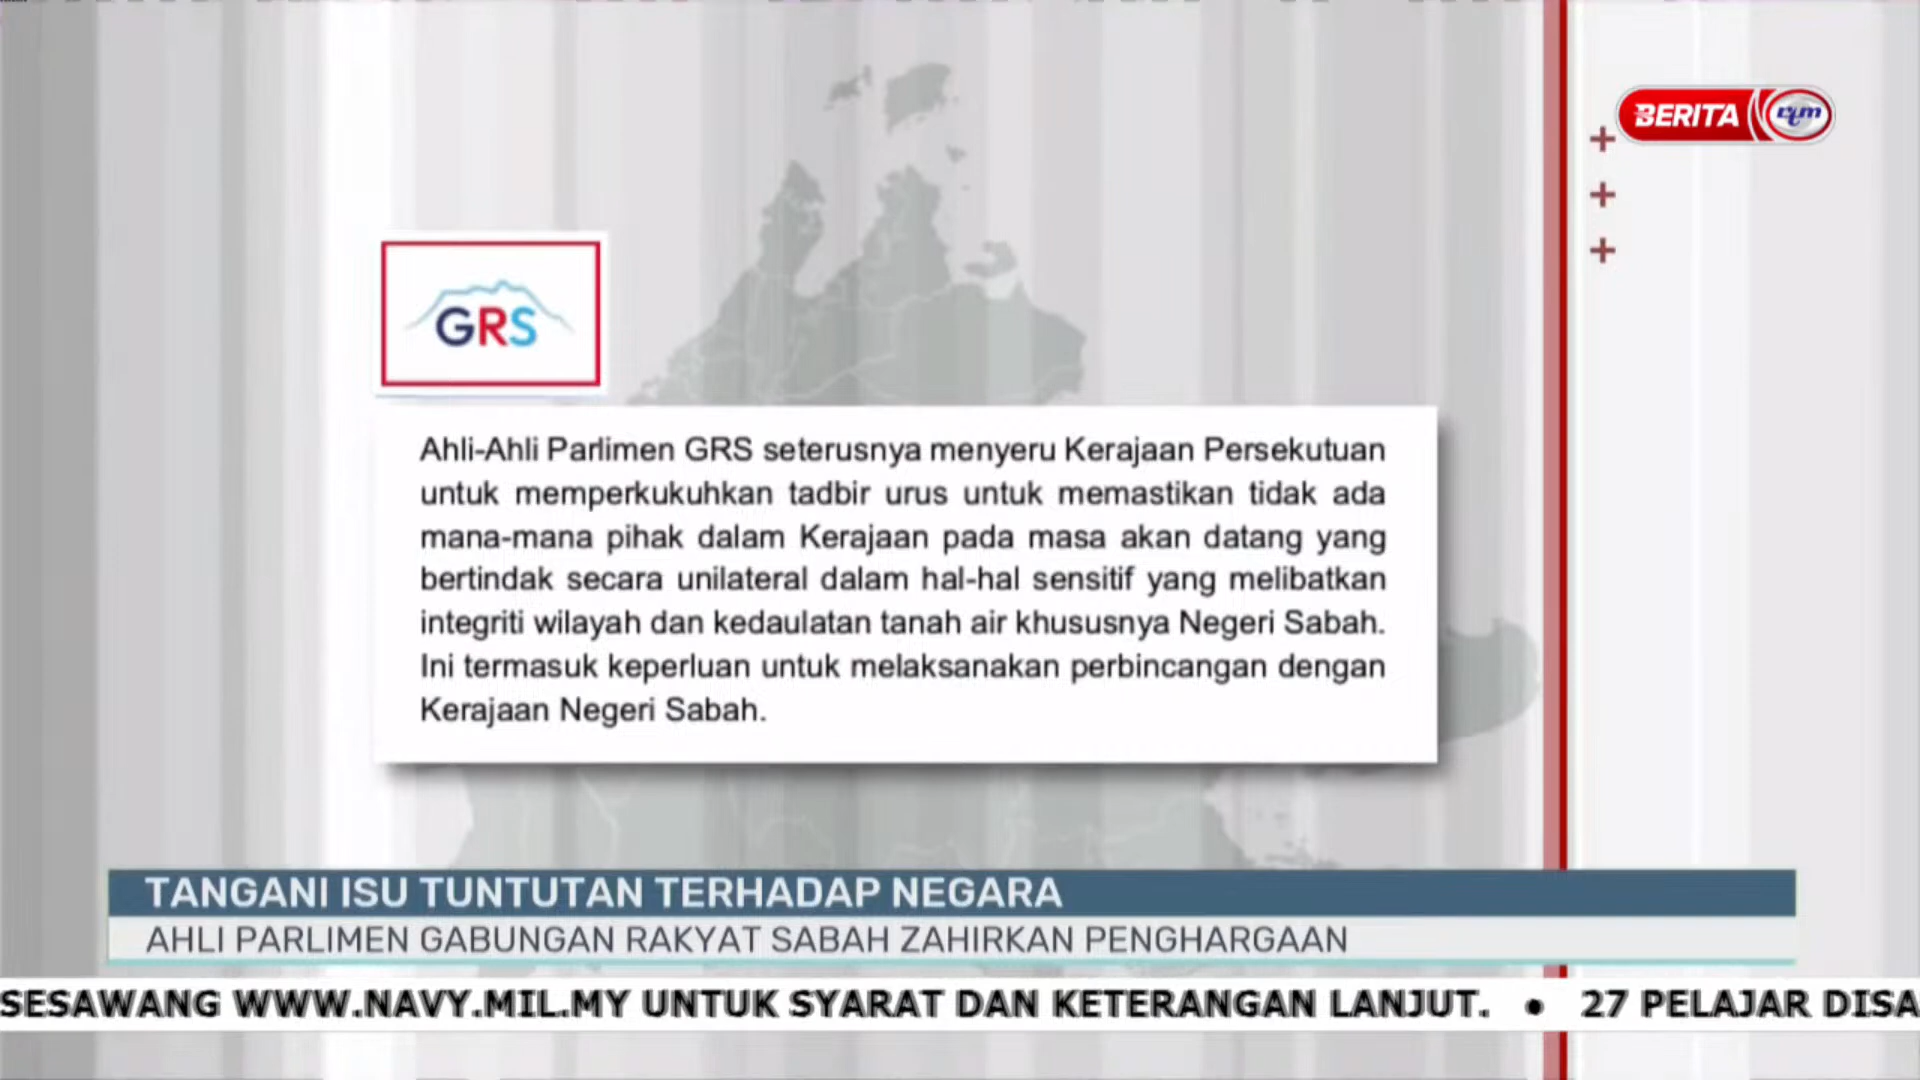 BERITA rtm
GRS
Ahli-Ahli Parlimen GRS seterusnya menyeru Kerajaan Persekutuan
untuk memperkukuhkan tadbir urus untuk memastikan tidak ada
mana-mana pihak dalam Kerajaan pada masa akan datang yang
bertindak secara unilateral dalam hal-hal sensitif yang melibatkan
integriti wilayah dan kedaulatan tanah air khususnya Negeri Sabah.
Ini termasuk keperluan untuk melaksanakan perbincangan dengan
Kerajaan Negeri Sabah.
TANGANI ISU TUNTUTAN TERHADAP NEGARA
AHLI PARLIMEN GABUNGAN RAKYAT SABAH ZAHIRKAN PENGHARGAAN
SESAWANG WWW.NAVY.MIL.MY UNTUK SYARAT DAN KETERANGAN LANJUT. • 27 PELAJAR DISA